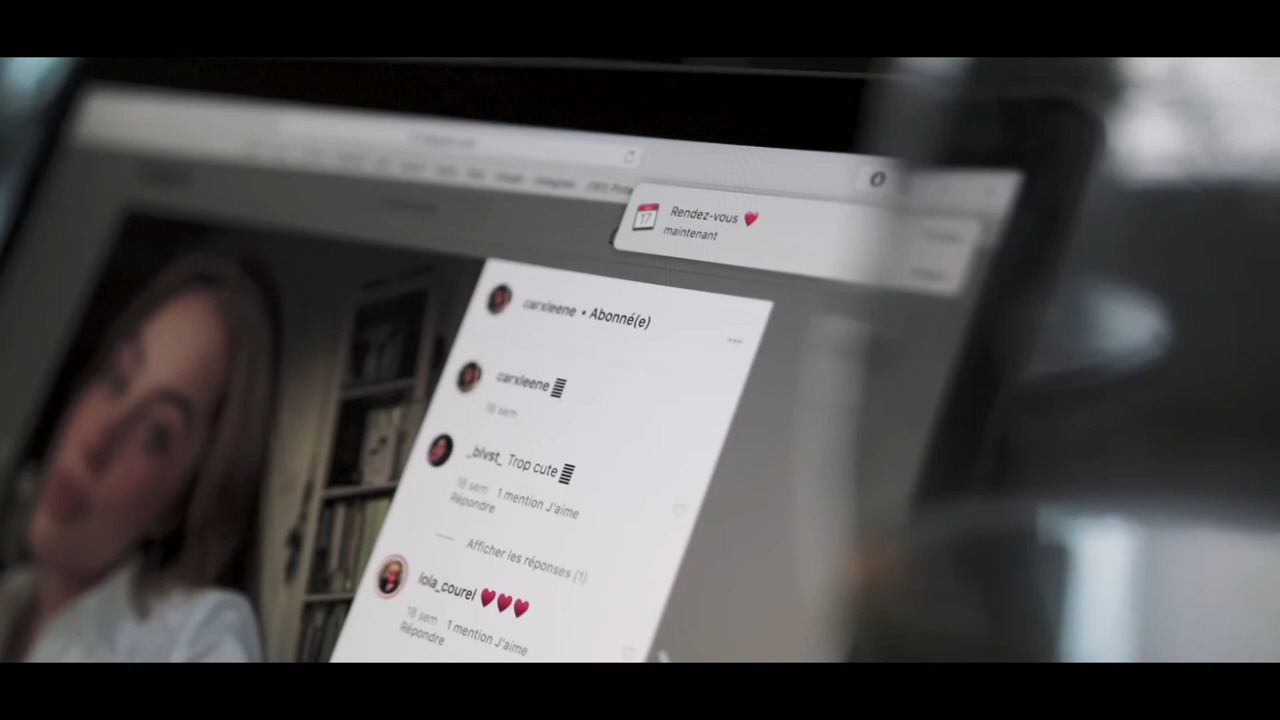 Rendez-vous ❤️
17
maintenant
carxleene • Abonné(e)
carxleene
18 sem
_blvst_ Trop cute
18 sem 1 mention J'aime
Répondre
Afficher les réponses (1)
lola_courel ❤️❤️❤️
18 sem 1 mention J'aime
Répondre